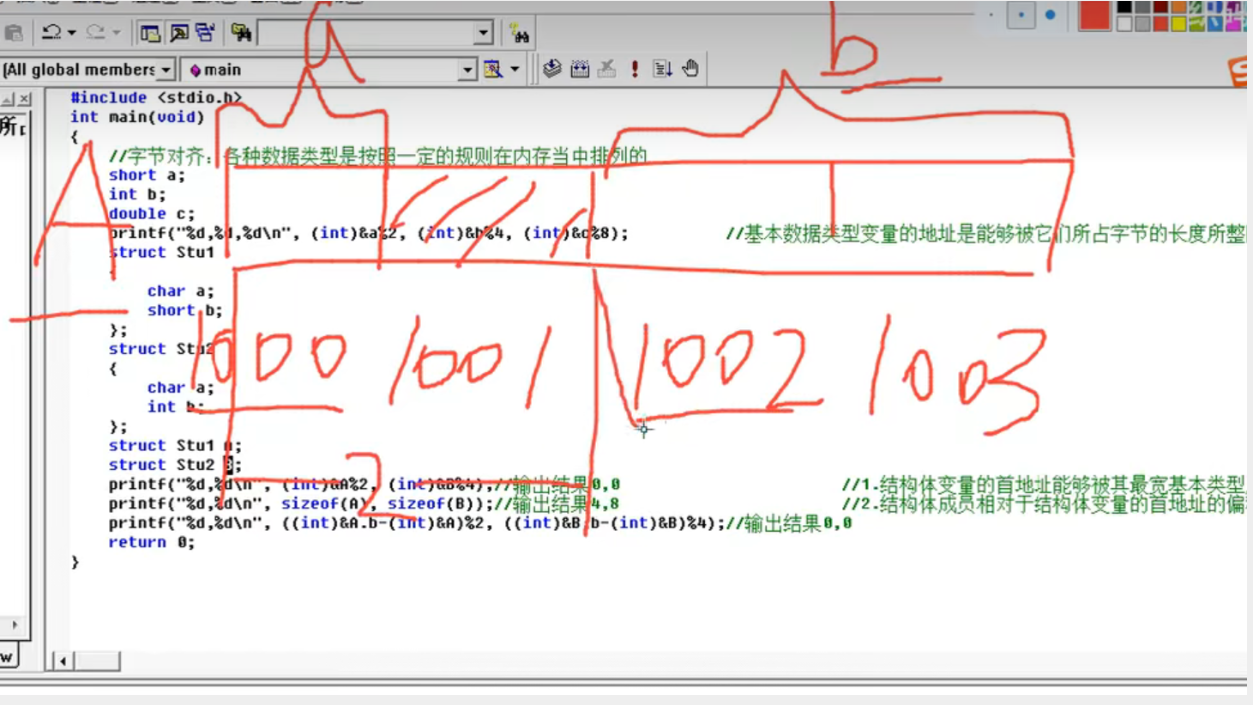 a
b
(All global members
main
#include <stdio.h>
int main(void)
{
//字节对齐：各种数据类型是按照一定的规则在内存当中排列的
short a;
int b;
double c;
printf("%d,%d,%d\n", (int)&a%2, (int)&b%4, (int)&c%8); //基本数据类型变量的地址是能够被它们所占字节的长度所整
struct Stu1
A
char a;
short b;
};
struct Stu2
1000 1001 1002 1003
{
char a;
int b;
};
struct Stu1 A;
struct Stu2 B;
2
printf("%d,%d\n", (int)&A%2, (int)&B%4);//输出结果0,0 //1.结构体变量的首地址能够被其最宽基本类型
printf("%d,%d\n", sizeof(A), sizeof(B));//输出结果4,8 //2.结构体成员相对于结构体变量的首地址的偏
printf("%d,%d\n", ((int)&A.b-(int)&A)%2, ((int)&B.b-(int)&B)%4);//输出结果0,0
return 0;
}
w